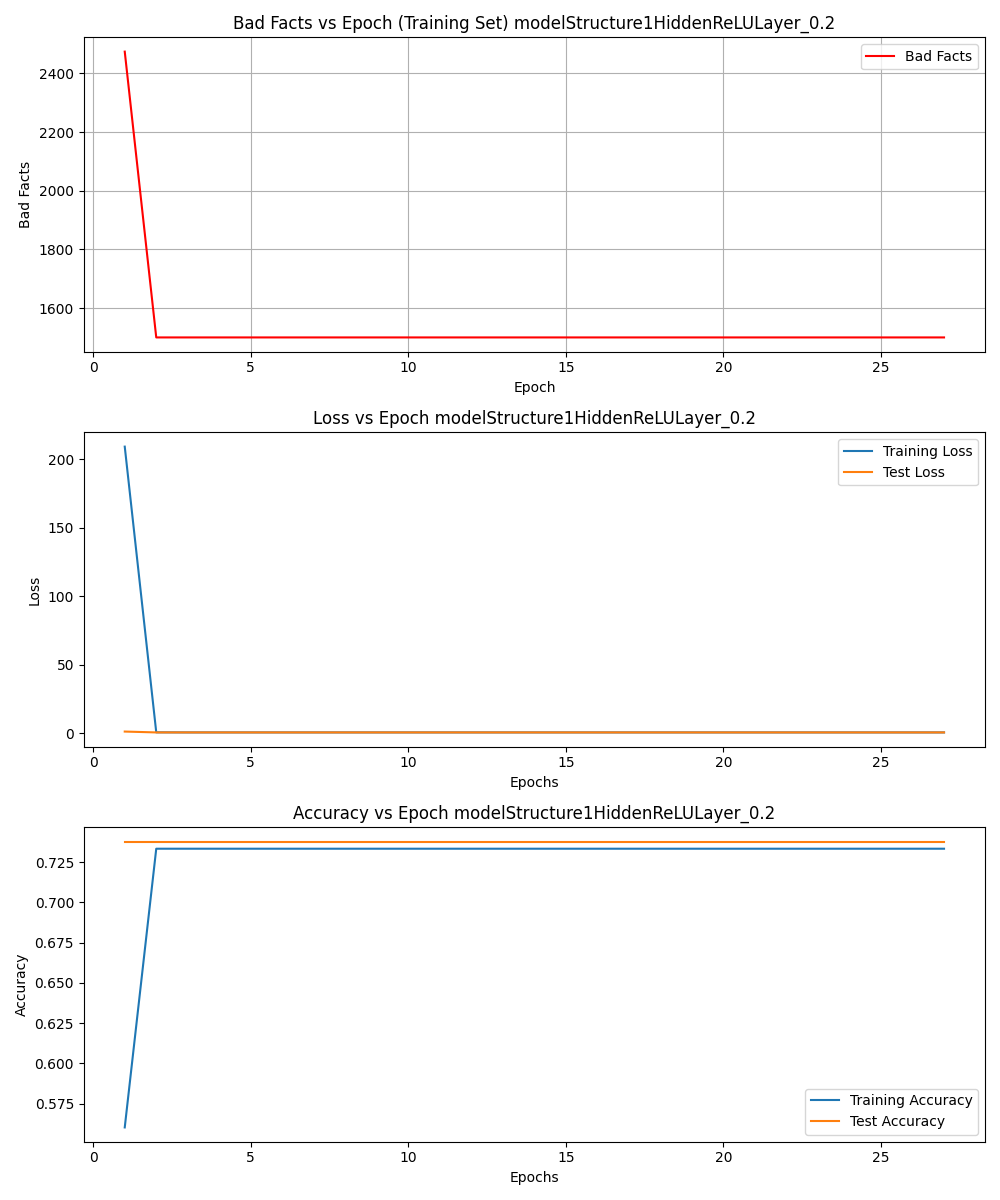 Bad Facts vs Epoch (Training Set) modelStructure1HiddenReLULayer_0.2
Bad Facts
2400
2200
2000
1800
1600
Bad Facts
0 5 10 15 20 25
Epoch
Loss vs Epoch modelStructure1HiddenReLULayer_0.2
Training Loss
Test Loss
200
150
100
50
0
Loss
0 5 10 15 20 25
Epochs
Accuracy vs Epoch modelStructure1HiddenReLULayer_0.2
0.725
0.700
0.675
0.650
0.625
0.600
0.575
Accuracy
Training Accuracy
Test Accuracy
0 5 10 15 20 25
Epochs